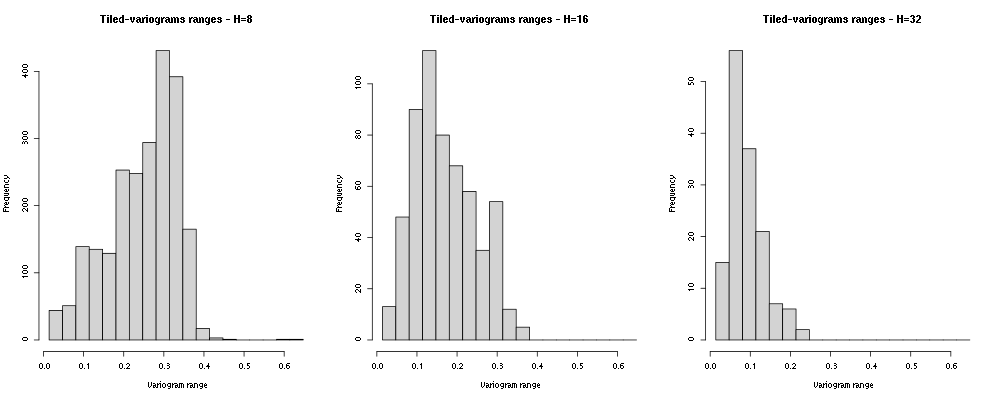 Tiled-variograms ranges - H=8
Frequency
0
100
200
300
400
0.0 0.1 0.2 0.3 0.4 0.5 0.6
Variogram range
Tiled-variograms ranges - H=16
Frequency
0
20
40
60
80
100
0.0 0.1 0.2 0.3 0.4 0.5 0.6
Variogram range
Tiled-variograms ranges - H=32
Frequency
0
10
20
30
40
50
0.0 0.1 0.2 0.3 0.4 0.5 0.6
Variogram range